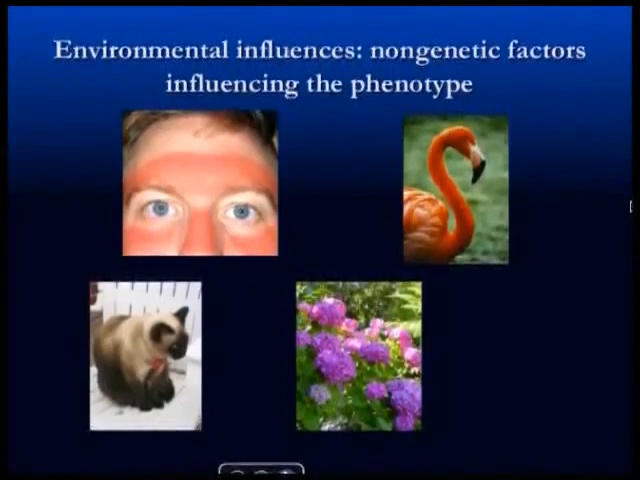 Environmental influences: nongenetic factors
influencing the phenotype